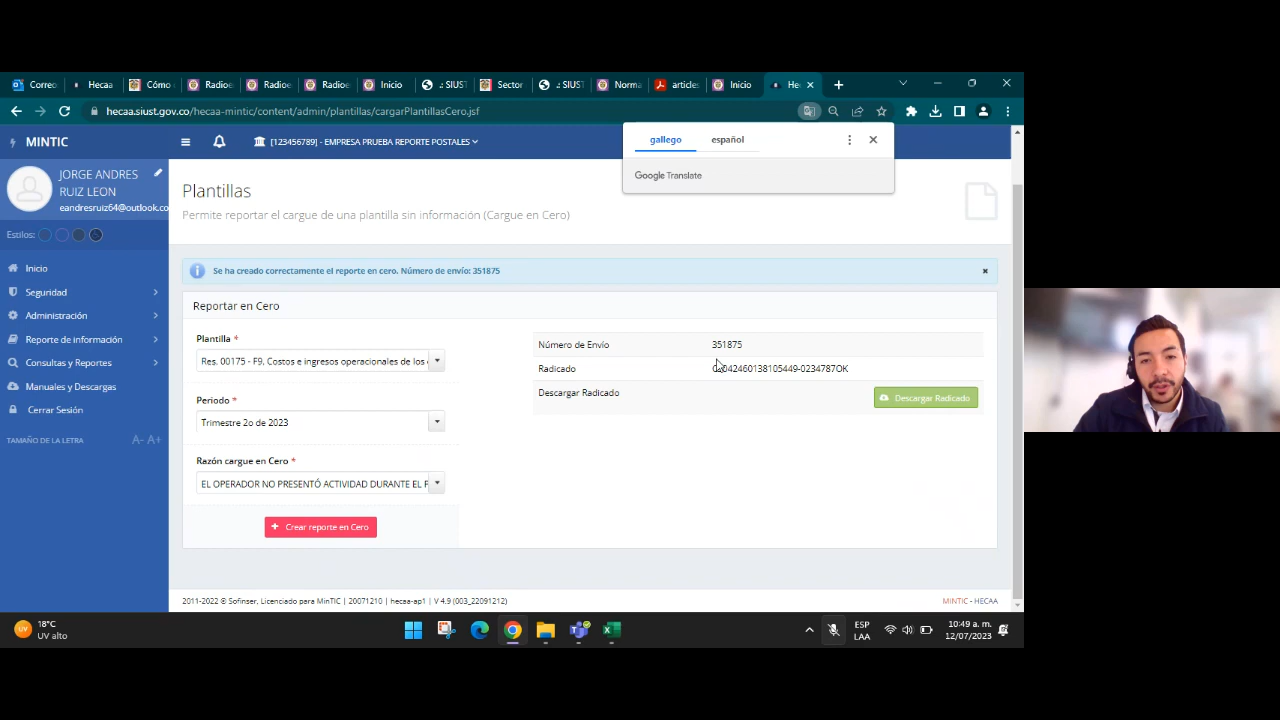 Correo
Hecaa
Cómo
Radioe
Radioe
Radioe
Inicio
.: SIUST
Sector
.: SIUST
Norma
articles
Inicio
Hec
hecaa.siust.gov.co/hecaa-mintic/content/admin/plantillas/cargarPlantillasCero.jsf
MINTIC
[123456789] - EMPRESA PRUEBA REPORTE POSTALES
gallego español
Google Translate
JORGE ANDRES
RUIZ LEON
eandresruiz64@outlook.co
Estilos:
Inicio
Seguridad
Administración
Reporte de información
Consultas y Reportes
Manuales y Descargas
Cerrar Sesión
TAMAÑO DE LA LETRA A- A+
Plantillas
Permite reportar el cargue de una plantilla sin información (Cargue en Cero)
Se ha creado correctamente el reporte en cero. Número de envío: 351875
Reportar en Cero
Plantilla *
Res. 00175 - F9. Costos e ingresos operacionales de los
Periodo *
Trimestre 2o de 2023
Razón cargue en Cero *
EL OPERADOR NO PRESENTÓ ACTIVIDAD DURANTE EL
Crear reporte en Cero
Número de Envío 351875
Radicado
Descargar Radicado Descargar Radicado
2011-2022 ® Sofinser, Licenciado para MinTIC | 20071210 | hecaa-ap1 | V 4.9 (003_22091212)
MINTIC - HECAA
18°C
UV alto
ESP
LAA
10:49 a. m.
12/07/2023